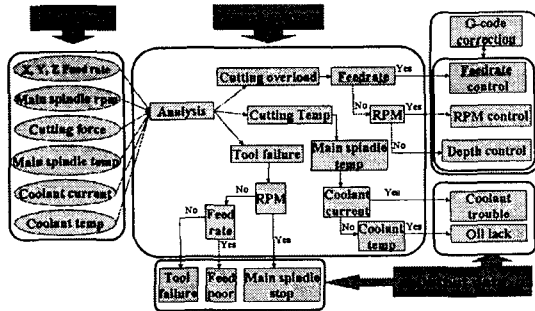 X, Y, Z Feed rate
Main spindle rpm
Cutting force
Main spindle temp
Coolant current
Coolant temp
Analysis
Cutting overload
Feedrate
Yes
No
RPM
Yes
No
Cutting Temp
Main spindle
temp
Tool failure
RPM
No
Feed
rate
No
Yes
Yes
Coolant
current
Yes
No
Coolant
temp
Yes
G-code
correction
Feedrate
control
RPM control
Depth control
Coolant
trouble
Oil lack
Tool
failure
Feed
poor
Main spindle
stop